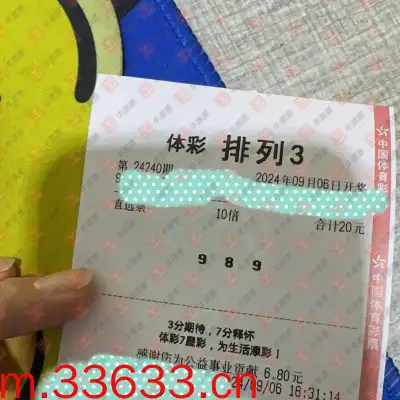 体彩 排列3
第 24240期 2024年09月06日开奖
直选票 10倍 合计20元
9 8 9
3分期待,7分释怀
体彩7星彩,为生活添彩!
感谢您为公益事业贡献 6.80元
24/09/06 18:31:14
中国体育彩票
中国体育彩票
m.33633.cn